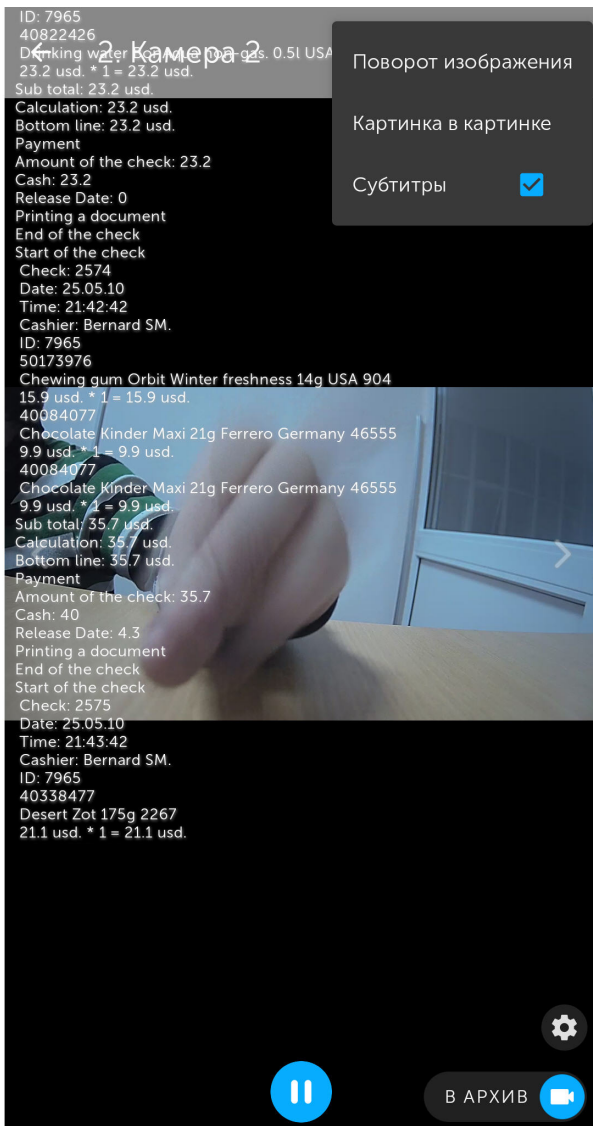 ID: 7965
40822426
2. Камера 2
Drinking water non-gas. 0.5l USA
23.2 usd. * 1 = 23.2 usd.
Sub total: 23.2 usd.
Calculation: 23.2 usd.
Bottom line: 23.2 usd.
Payment
Amount of the check: 23.2
Cash: 23.2
Release Date: 0
Printing a document
End of the check
Start of the check
Check: 2574
Date: 25.05.10
Time: 21:42:42
Cashier: Bernard SM.
ID: 7965
50173976
Chewing gum Orbit Winter freshness 14g USA 904
15.9 usd. * 1 = 15.9 usd.
40084077
Chocolate Kinder Maxi 21g Ferrero Germany 46555
9.9 usd. * 1 = 9.9 usd.
40084077
Chocolate Kinder Maxi 21g Ferrero Germany 46555
9.9 usd. * 1 = 9.9 usd.
Sub total: 35.7 usd.
Calculation: 35.7 usd.
Bottom line: 35.7 usd.
Payment
Amount of the check: 35.7
Cash: 40
Release Date: 4.3
Printing a document
End of the check
Start of the check
Check: 2575
Date: 25.05.10
Time: 21:43:42
Cashier: Bernard SM.
ID: 7965
40338477
Desert Zot 175g 2267
21.1 usd. * 1 = 21.1 usd.
Поворот изображения
Картинка в картинке
Субтитры
В АРХИВ